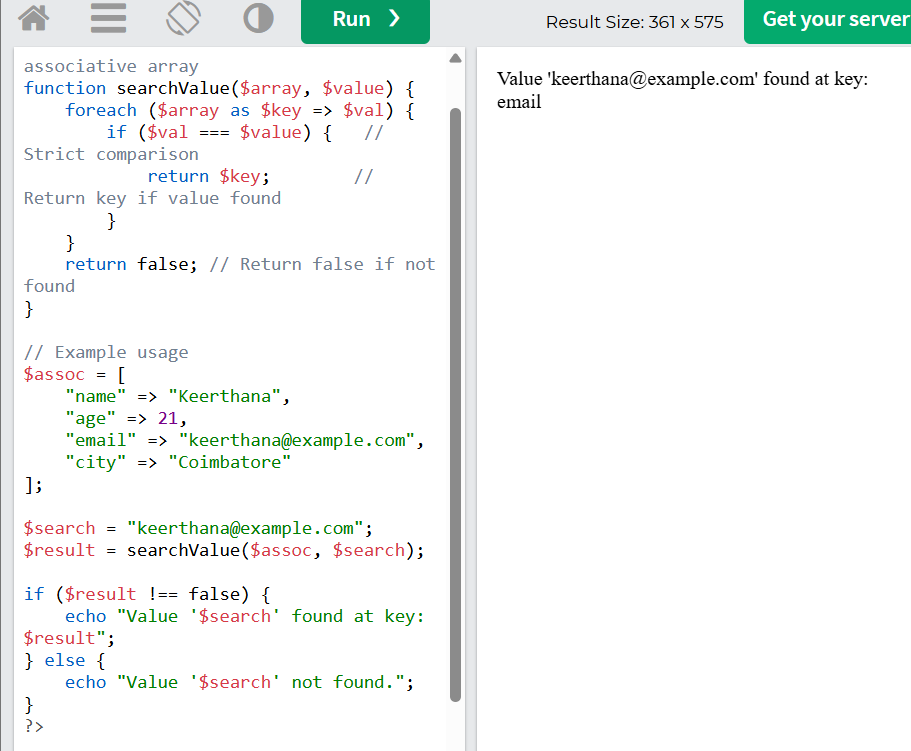 Run ❯
Result Size: 361 x 575
Get your server
associative array
function searchValue($array, $value) {
    foreach ($array as $key => $val) {
        if ($val === $value) {   //
Strict comparison
            return $key;        //
Return key if value found
        }
    }
    return false; // Return false if not
found
}

// Example usage
$assoc = [
    "name" => "Keerthana",
    "age" => 21,
    "email" => "keerthana@example.com",
    "city" => "Coimbatore"
];

$search = "keerthana@example.com";
$result = searchValue($assoc, $search);

if ($result !== false) {
    echo "Value '$search' found at key:
$result";
} else {
    echo "Value '$search' not found.";
}
?>
Value 'keerthana@example.com' found at key:
email